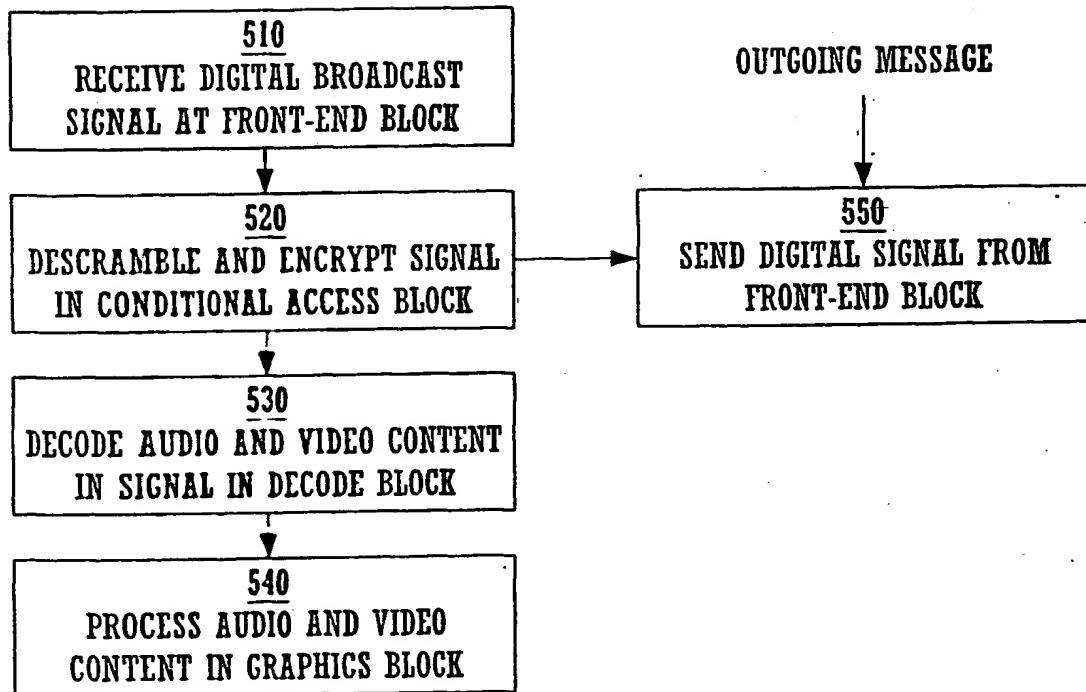 510
RECEIVE DIGITAL BROADCAST
SIGNAL AT FRONT-END BLOCK
OUTGOING MESSAGE
520
DESCRAMBLE AND ENCRYPT SIGNAL
IN CONDITIONAL ACCESS BLOCK
550
SEND DIGITAL SIGNAL FROM
FRONT-END BLOCK
530
DECODE AUDIO AND VIDEO CONTENT
IN SIGNAL IN DECODE BLOCK
540
PROCESS AUDIO AND VIDEO
CONTENT IN GRAPHICS BLOCK